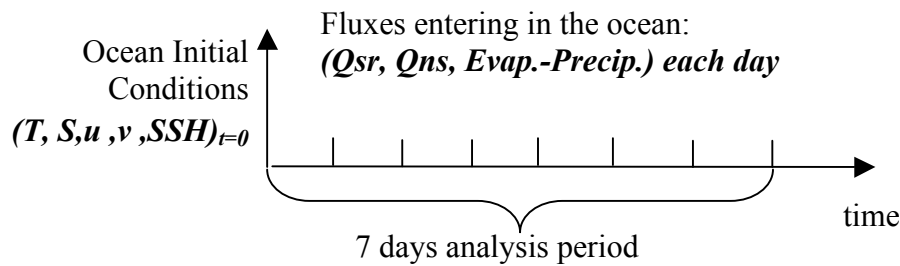 Fluxes entering in the ocean:
(Qsr, Qns, Evap.-Precip.) each day
Ocean Initial
Conditions
(T, S,u ,v ,SSH)t=0
time
7 days analysis period